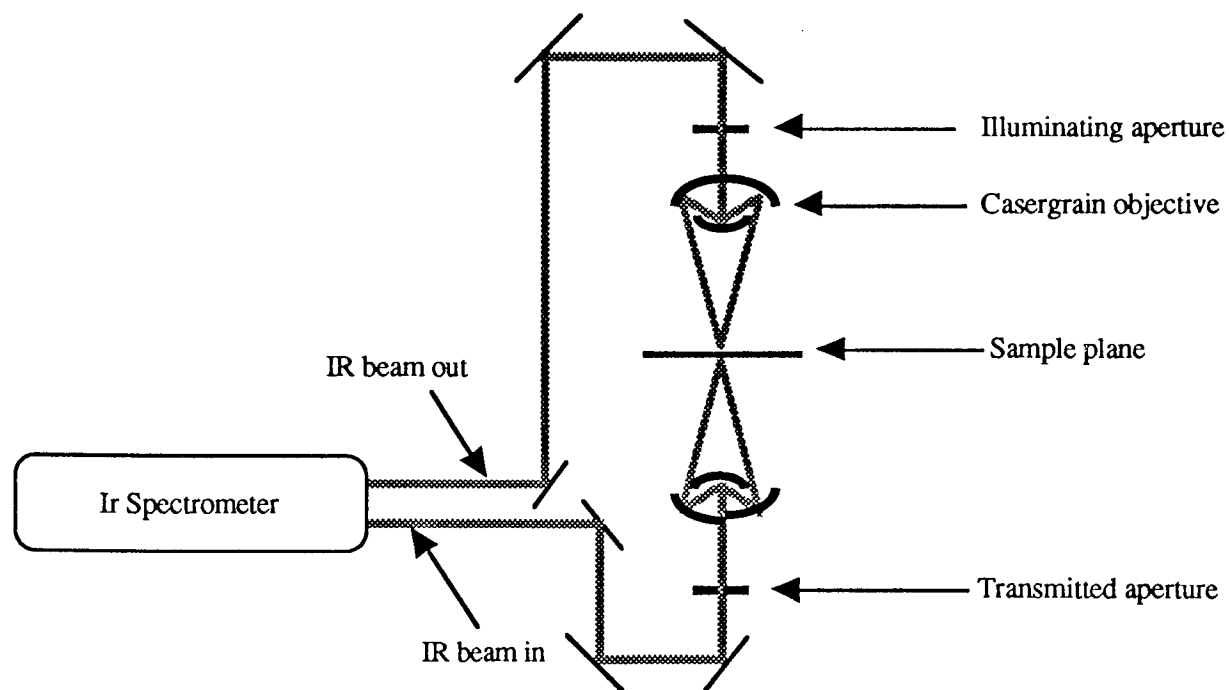 Illuminating aperture
Casergrain objective
Sample plane
IR beam out
Ir Spectrometer
Transmitted aperture
IR beam in